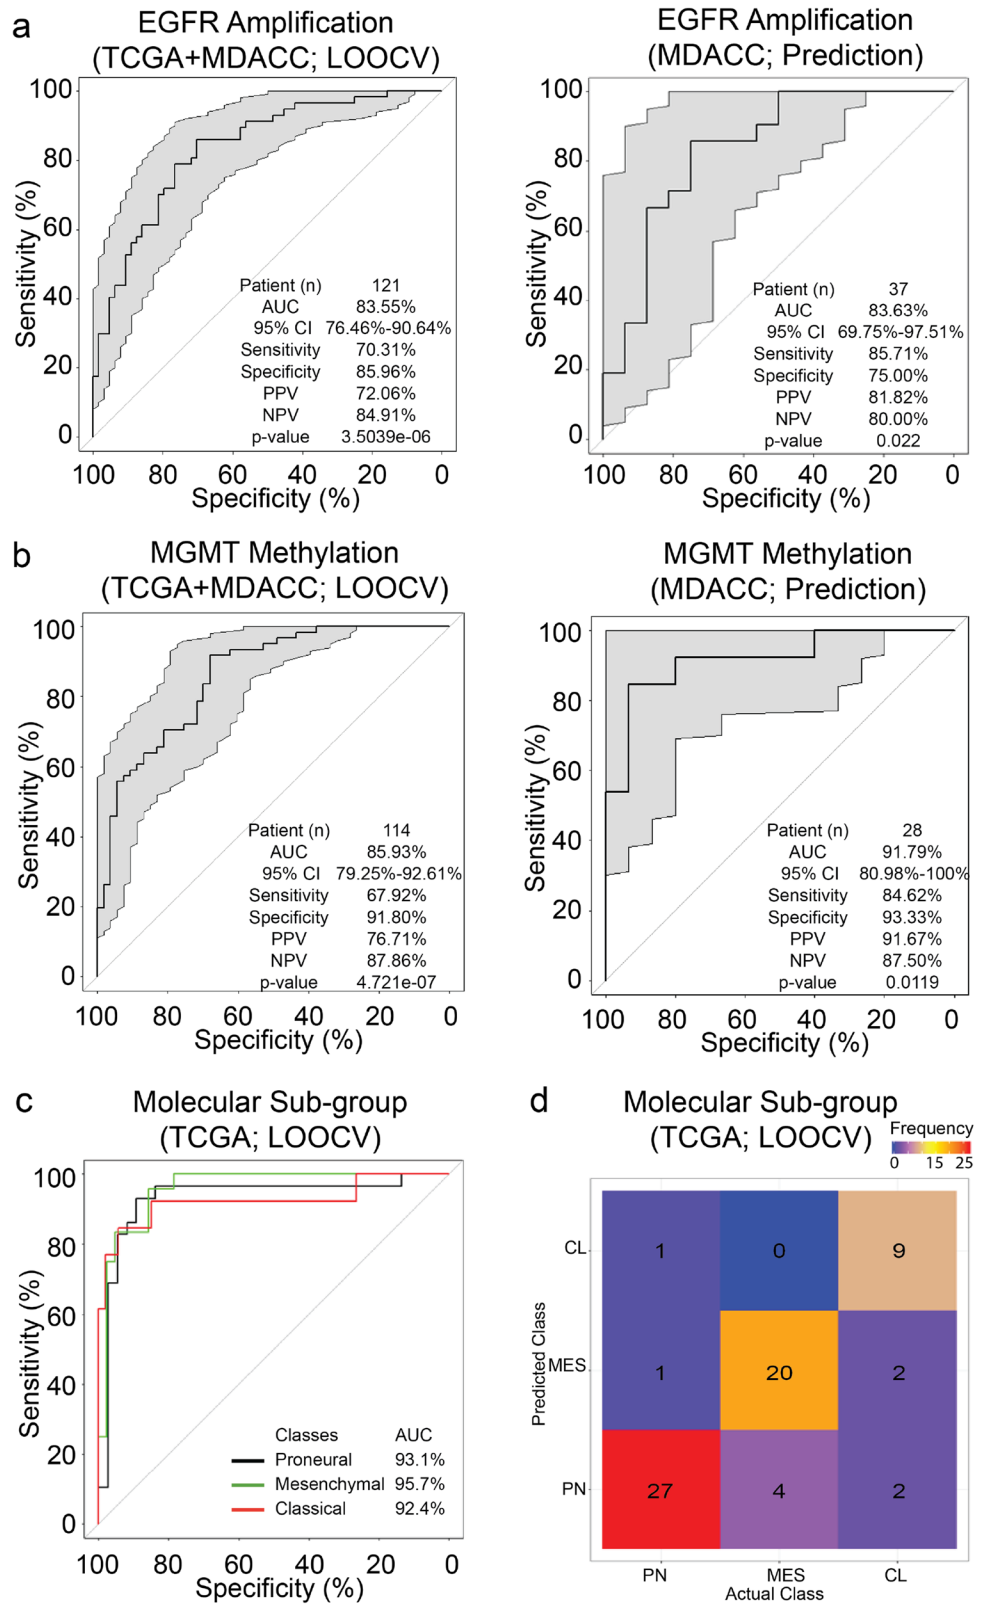 a
EGFR Amplification
(TCGA+MDACC; LOOCV)
100
80
60
40
20
0
Sensitivity (%)
Patient (n) 121
AUC 83.55%
95% CI 76.46%-90.64%
Sensitivity 70.31%
Specificity 85.96%
PPV 72.06%
NPV 84.91%
p-value 3.5039e-06
100 80 60 40 20 0
Specificity (%)
EGFR Amplification
(MDACC; Prediction)
100
80
60
40
20
0
Sensitivity (%)
Patient (n) 37
AUC 83.63%
95% CI 69.75%-97.51%
Sensitivity 85.71%
Specificity 75.00%
PPV 81.82%
NPV 80.00%
p-value 0.022
100 80 60 40 20 0
Specificity (%)
b
MGMT Methylation
(TCGA+MDACC; LOOCV)
100
80
60
40
20
0
Sensitivity (%)
Patient (n) 114
AUC 85.93%
95% CI 79.25%-92.61%
Sensitivity 67.92%
Specificity 91.80%
PPV 76.71%
NPV 87.86%
p-value 4.721e-07
100 80 60 40 20 0
Specificity (%)
MGMT Methylation
(MDACC; Prediction)
100
80
60
40
20
0
Sensitivity (%)
Patient (n) 28
AUC 91.79%
95% CI 80.98%-100%
Sensitivity 84.62%
Specificity 93.33%
PPV 91.67%
NPV 87.50%
p-value 0.0119
100 80 60 40 20 0
Specificity (%)
c
Molecular Sub-group
(TCGA; LOOCV)
100
80
60
40
20
0
Sensitivity (%)
Classes AUC
Proneural 93.1%
Mesenchymal 95.7%
Classical 92.4%
100 80 60 40 20 0
Specificity (%)
d
Molecular Sub-group
(TCGA; LOOCV)
Frequency
0 15 25
Predicted Class
CL 1 0 9
MES 1 20 2
PN 27 4 2
PN MES CL
Actual Class